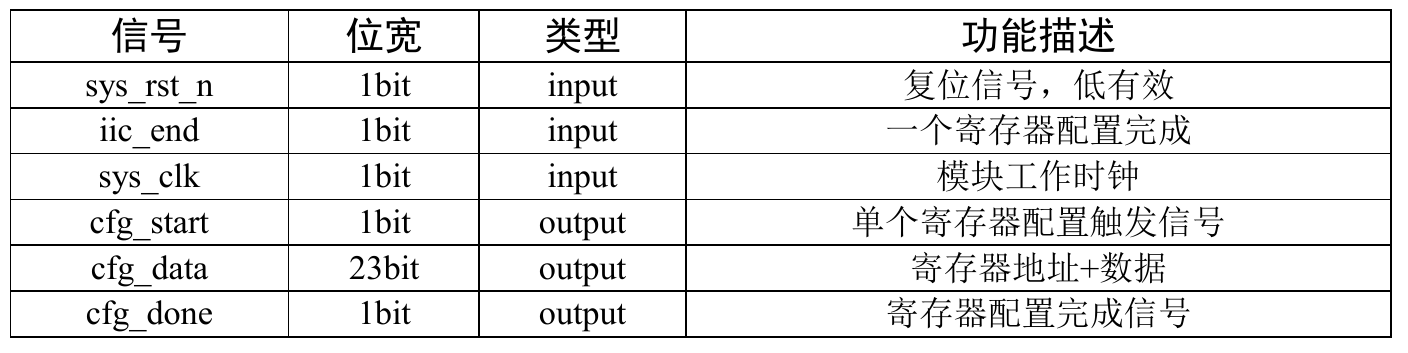 信号 位宽 类型 功能描述
sys_rst_n 1bit input 复位信号，低有效
iic_end 1bit input 一个寄存器配置完成
sys_clk 1bit input 模块工作时钟
cfg_start 1bit output 单个寄存器配置触发信号
cfg_data 23bit output 寄存器地址+数据
cfg_done 1bit output 寄存器配置完成信号